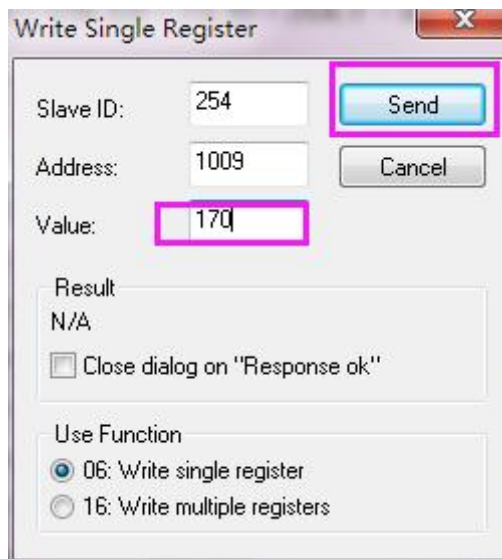 Write Single Register
Slave ID: 254 Send
Address: 1009 Cancel
Value: 170
Result
N/A
Close dialog on "Response ok"
Use Function
06: Write single register
16: Write multiple registers